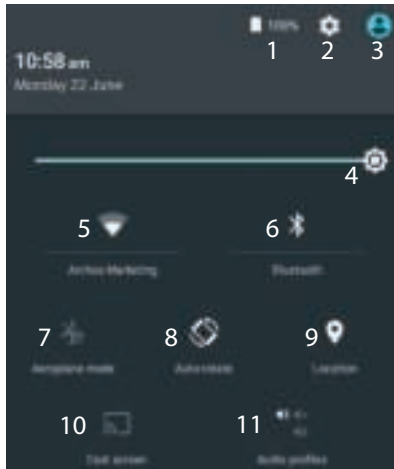 100%
1 2 3
10:58 am
Monday 22 June
4
5 6
Archos Marketing Bluetooth
7 8 9
Aeroplane mode Auto-rotate Location
10 11
Cast screen Audio profiles